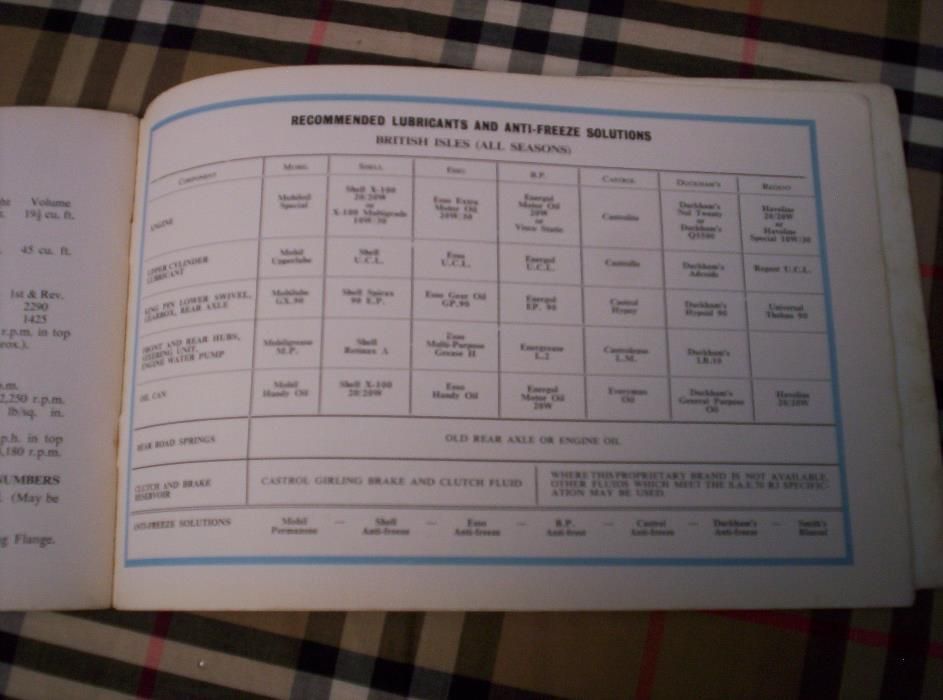 ht Volume
19½ cu. ft.
45 cu. ft.
1st & Rev.
2290
1425
r.p.m. in top
rox.).
p.m.
2,250 r.p.m.
lb/sq. in.
p.h. in top
,180 r.p.m.
NUMBERS
(May be
g Flange.
RECOMMENDED LUBRICANTS AND ANTI-FREEZE SOLUTIONS
BRITISH ISLES (ALL SEASONS)
COMPONENT MOBIL SHELL ESSO B.P. CASTROL DUCKHAM'S REGENT
ENGINE
Mobiloil
Special
Shell X-100
20/20W
or
X-100 Multigrade
10W/30
Esso Extra
Motor Oil
20W/30
Energol
Motor Oil
20W
or
Visco Static
Castrolite
Duckham's
Nol Twenty
or
Duckham's
Q5500
Havoline
20/20W
or
Havoline
Special 10W/30
UPPER CYLINDER
LUBRICANT
Mobil
Upperlube
Shell
U.C.L.
Esso
U.C.L.
Energol
U.C.L.
Castrollo
Duckham's
Adcoids
Regent U.C.L.
KING PIN LOWER SWIVEL,
GEARBOX, REAR AXLE
Mobilube
GX.90
Shell Spirax
90 E.P.
Esso Gear Oil
GP.90
Energol
EP. 90
Castrol
Hypoy
Duckham's
Hypoid 90
Universal
Thuban 90
FRONT AND REAR HUBS,
STEERING UNIT,
ENGINE WATER PUMP
Mobilgrease
M.P.
Shell
Retinax A
Esso
Multi-Purpose
Grease H
Energrease
L.2
Castrolease
L.M.
Duckham's
LB.10
OIL CAN
Mobil
Handy Oil
Shell X-100
20/20W
Esso
Handy Oil
Energol
Motor Oil
20W
Everyman
Oil
Duckham's
General Purpose
Oil
Havoline
20/20W
REAR ROAD SPRINGS
OLD REAR AXLE OR ENGINE OIL
CLUTCH AND BRAKE
RESERVOIR
CASTROL GIRLING BRAKE AND CLUTCH FLUID
WHERE THIS PROPRIETARY BRAND IS NOT AVAILABLE,
OTHER FLUIDS WHICH MEET THE S.A.E. 70 R3 SPECIFIC-
ATION MAY BE USED.
ANTI-FREEZE SOLUTIONS
Mobil
Permazone
—
Shell
Anti-freeze
—
Esso
Anti-freeze
—
B.P.
Anti-frost
—
Castrol
Anti-freeze
—
Duckham's
Anti-freeze
—
Smith's
Bluecol